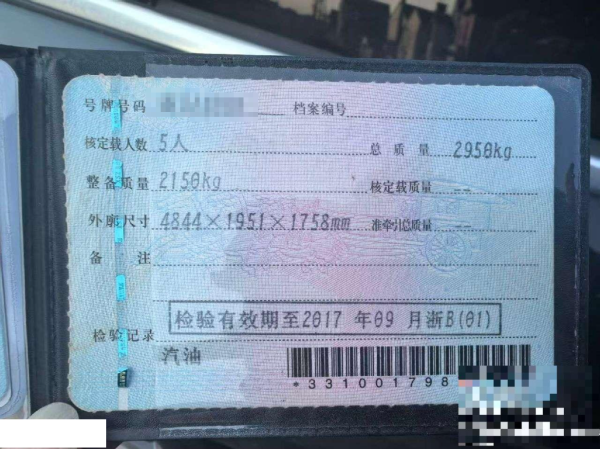 号牌号码 档案编号
核定载人数 5人 总质量 2950kg
整备质量 2150kg 核定载质量 --
外廓尺寸 4844×1951×1758mm 准牵引总质量 --
备注
检验记录 检验有效期至2017年09月浙B(01)
汽油
*331001798